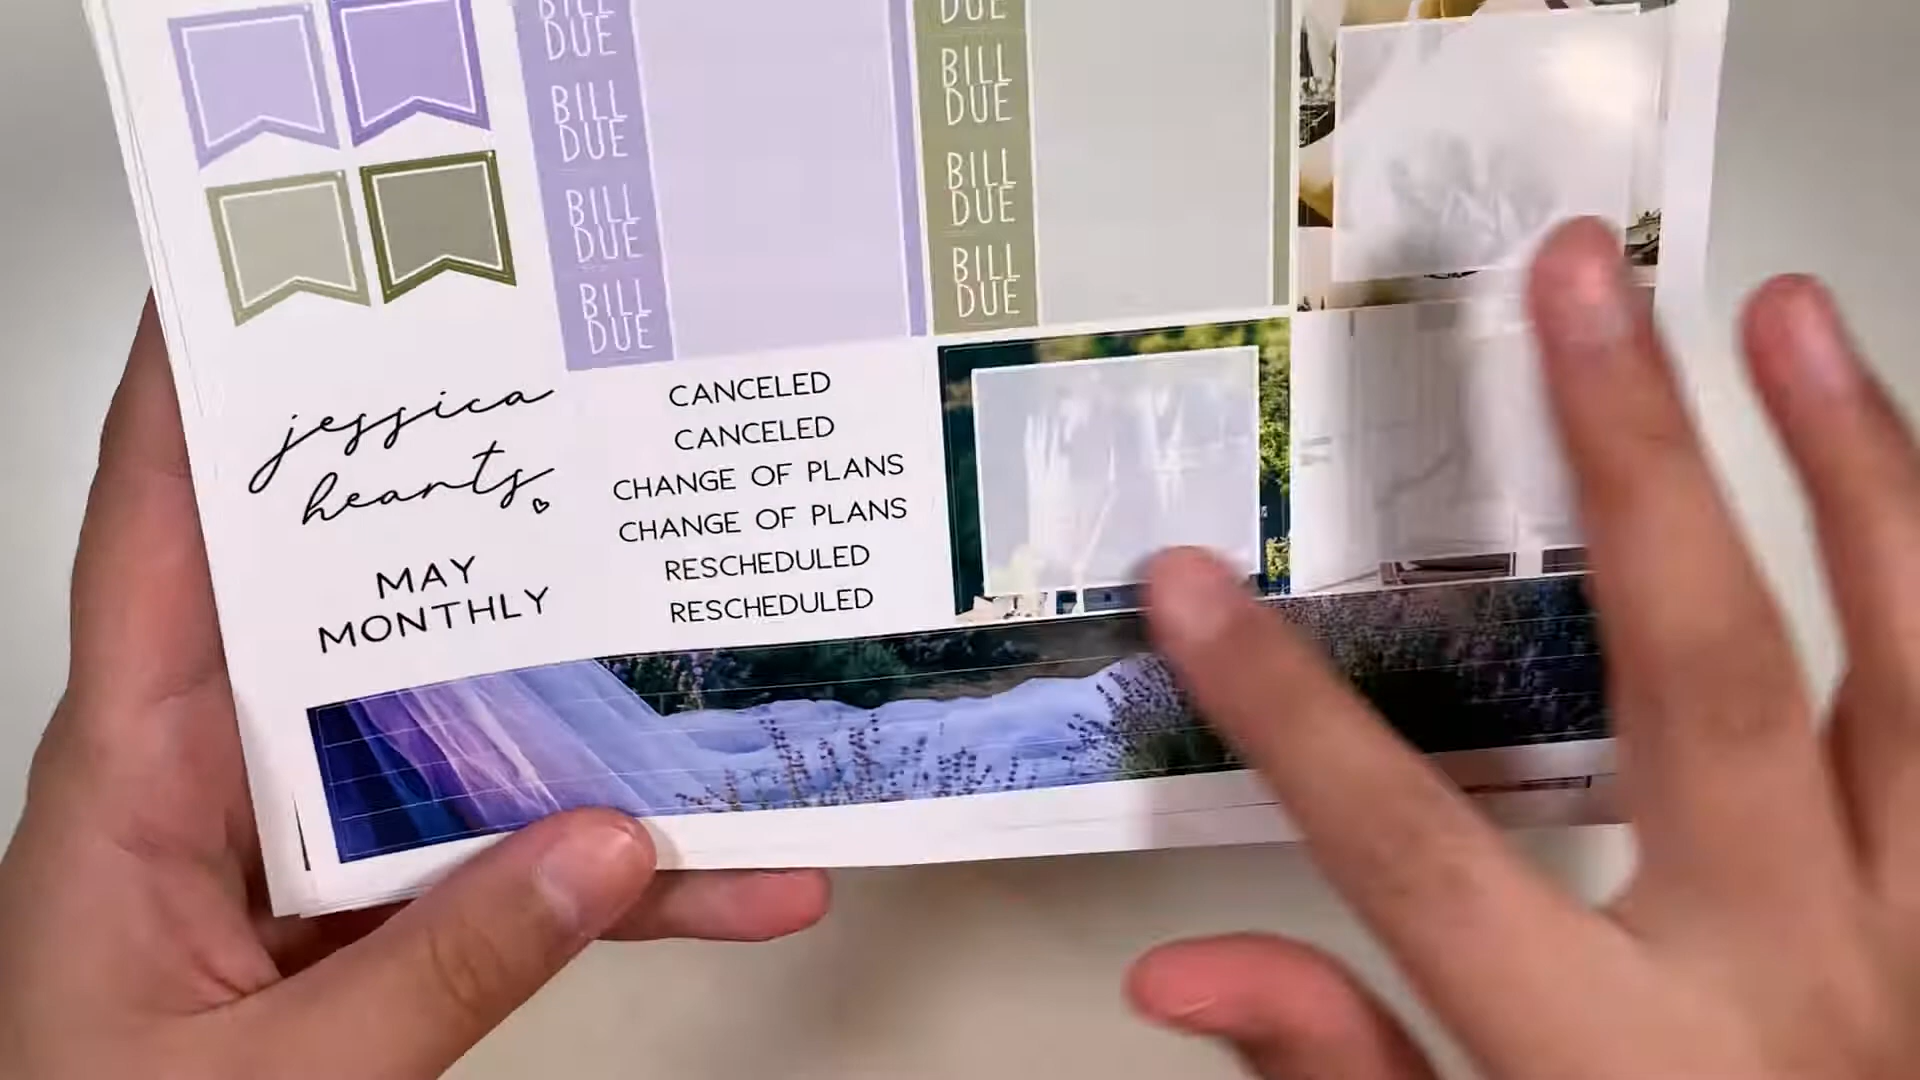 BILL
DUE
BILL
DUE
BILL
DUE
BILL
DUE
DUE
BILL
DUE
BILL
DUE
BILL
DUE
jessica
hearts
MAY
MONTHLY
CANCELED
CANCELED
CHANGE OF PLANS
CHANGE OF PLANS
RESCHEDULED
RESCHEDULED